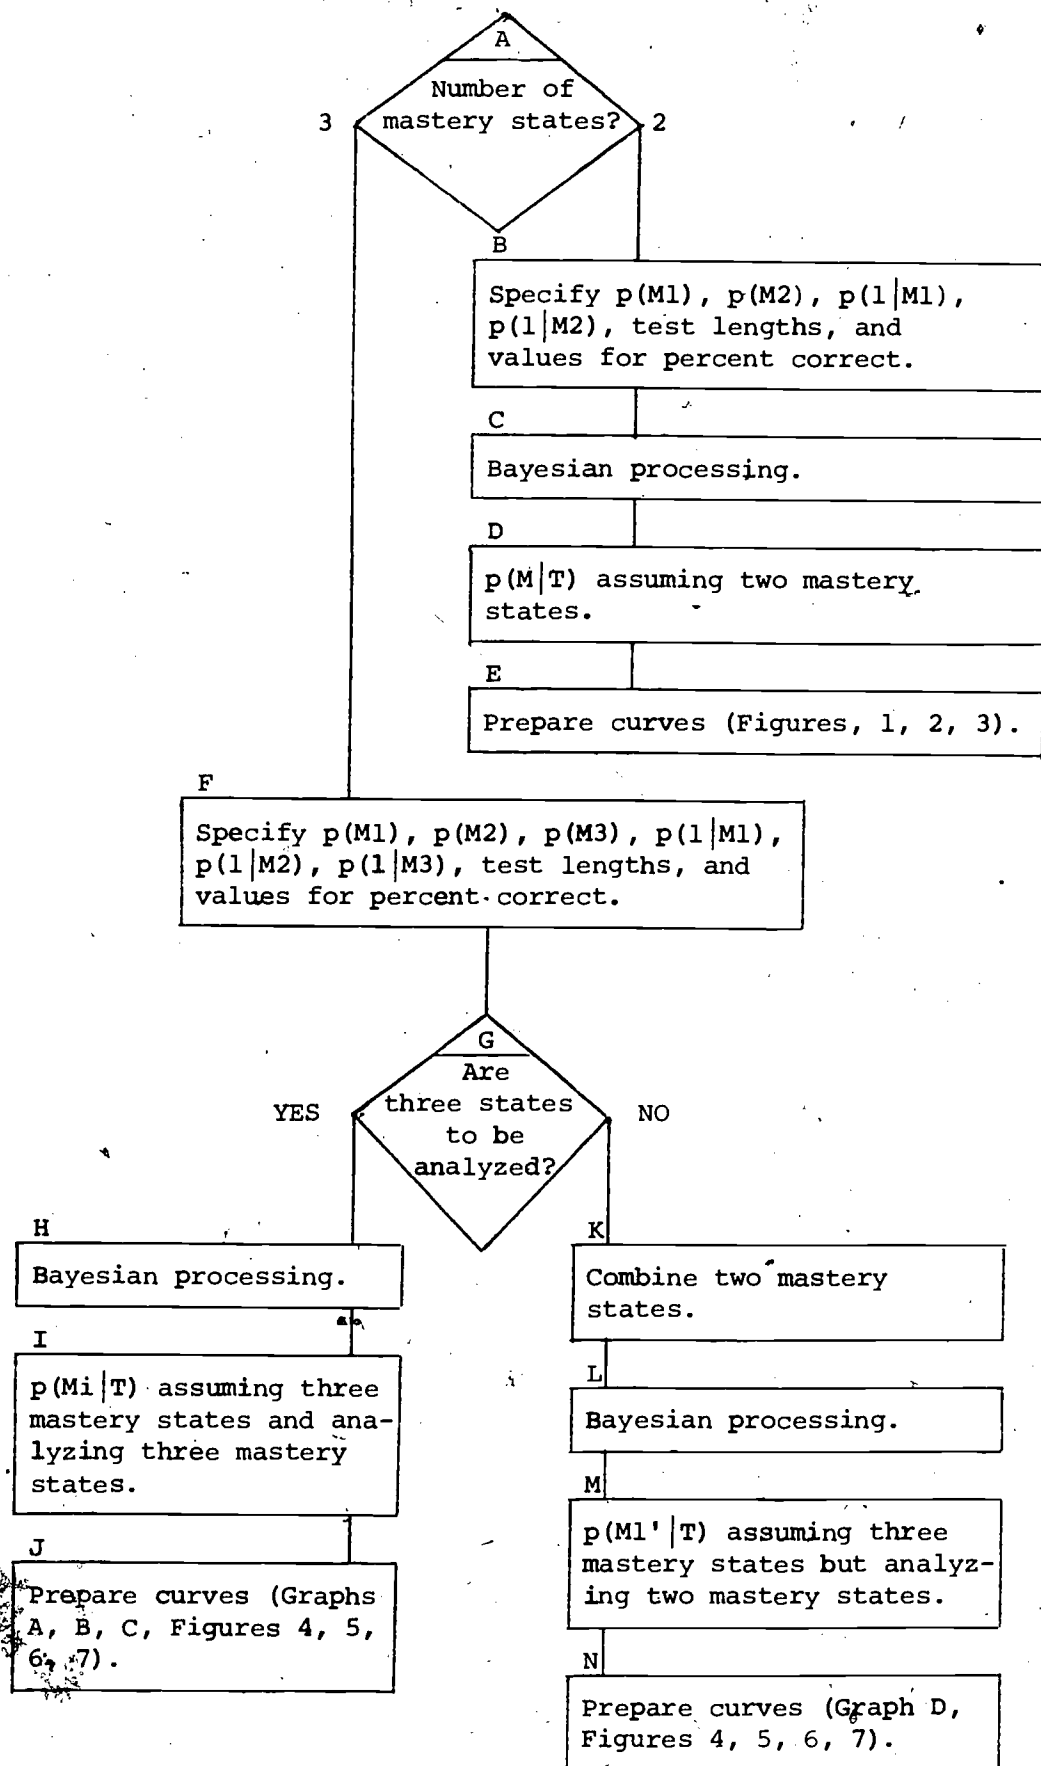 A
Number of
3 mastery states? 2
B
Specify p(M1), p(M2), p(1|M1),
p(1|M2), test lengths, and
values for percent correct.
C
Bayesian processing.
D
p(M|T) assuming two mastery
states.
E
Prepare curves (Figures, 1, 2, 3).
F
Specify p(M1), p(M2), p(M3), p(1|M1),
p(1|M2), p(1|M3), test lengths, and
values for percent correct.
G
Are
three states
YES NO
to be
analyzed?
H
Bayesian processing.
I
p(Mi|T) assuming three
mastery states and ana-
lyzing three mastery
states.
J
Prepare curves (Graphs
A, B, C, Figures 4, 5,
6, 7).
K
Combine two mastery
states.
L
Bayesian processing.
M
p(M1'|T) assuming three
mastery states but analyz-
ing two mastery states.
N
Prepare curves (Graph D,
Figures 4, 5, 6, 7).